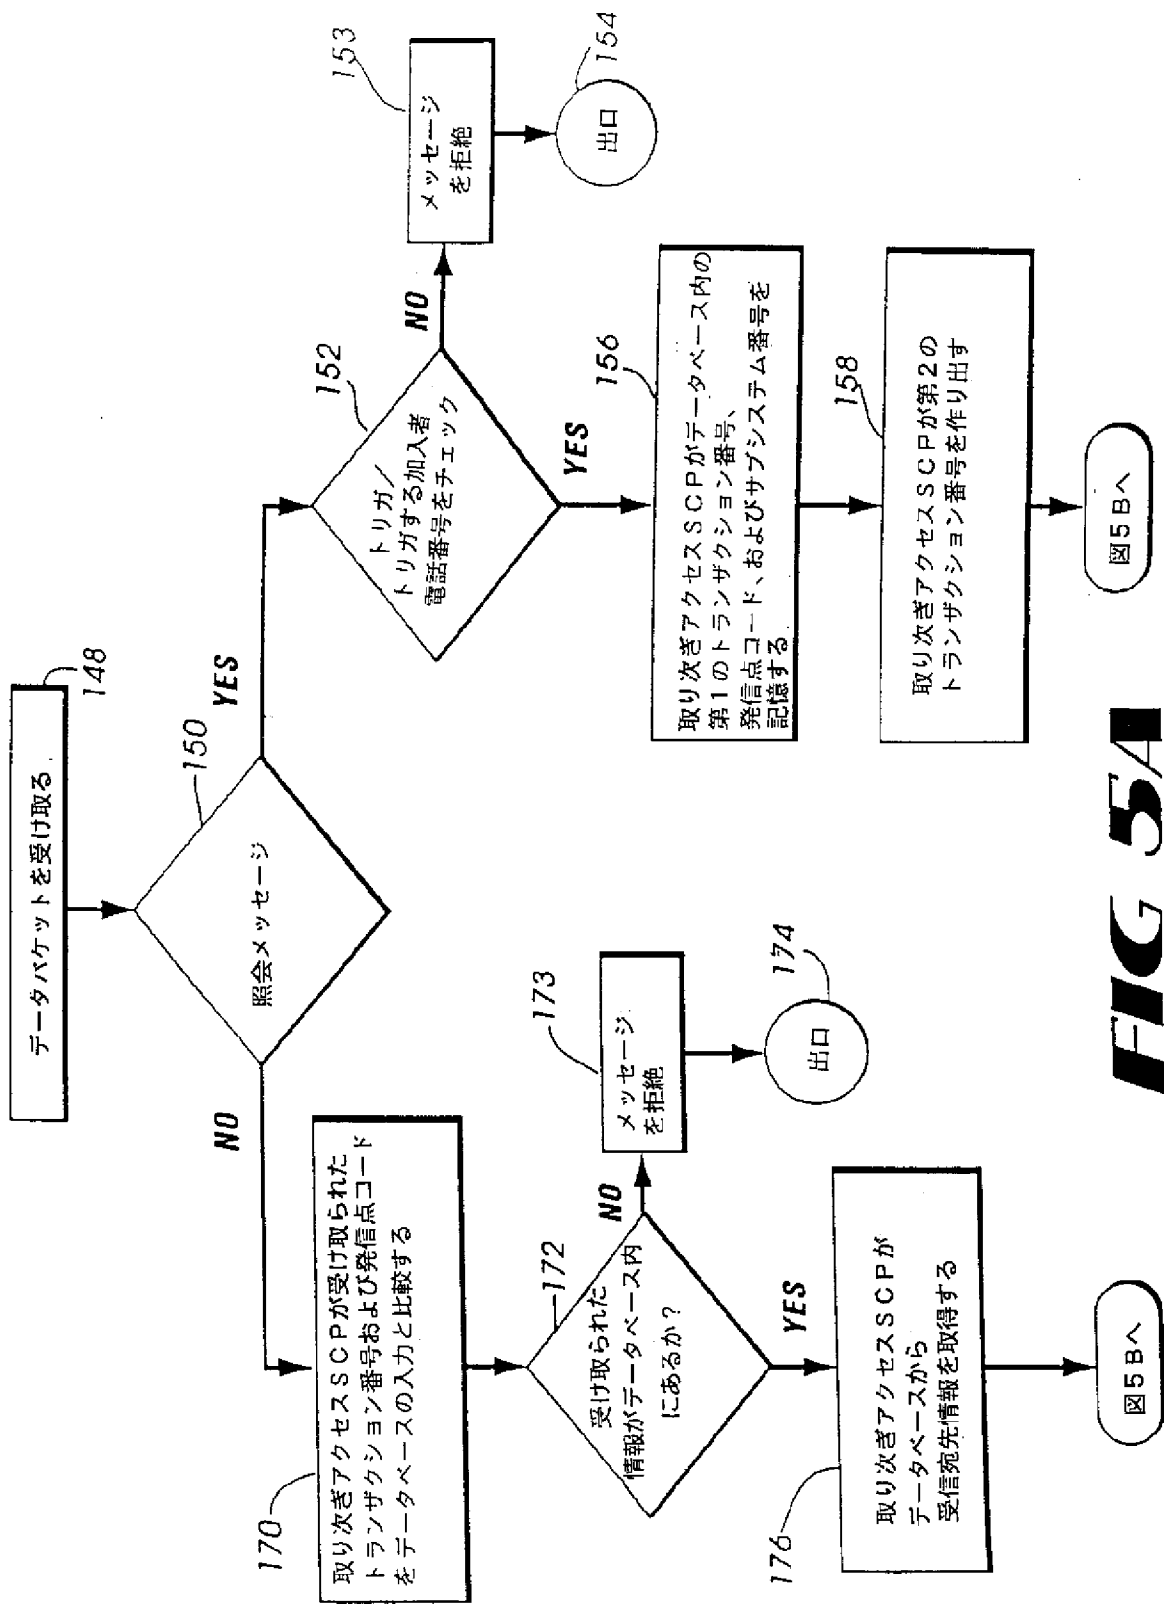 データパケットを受け取る
148
照会メッセージ
150
YES
NO
トリガ/
トリガする加入者
電話番号をチェック
152
NO
メッセージ
を拒絶
153
出口
154
YES
取り次ぎアクセスSCPがデータベース内の
第1のトランザクション番号、
発信点コード、およびサブシステム番号を
記憶する
156
取り次ぎアクセスSCPが第2の
トランザクション番号を作り出す
158
図5Bへ
取り次ぎアクセスSCPが受け取られた
トランザクション番号および発信点コード
をデータベースの入力と比較する
170
受け取られた
情報がデータベース内
にあるか?
172
NO
メッセージ
を拒絶
173
出口
174
YES
取り次ぎアクセスSCPが
データベースから
受信宛先情報を取得する
176
図5Bへ
FIG 5A